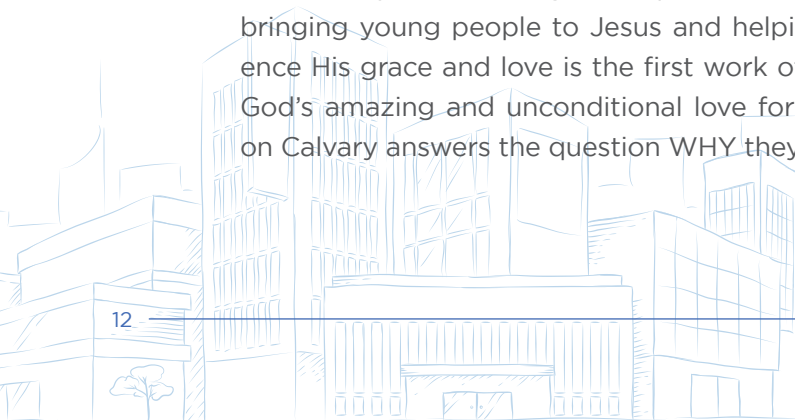 bringing young people to Jesus and helpi
ence His grace and love is the first work o
God's amazing and unconditional love for
on Calvary answers the question WHY they
12